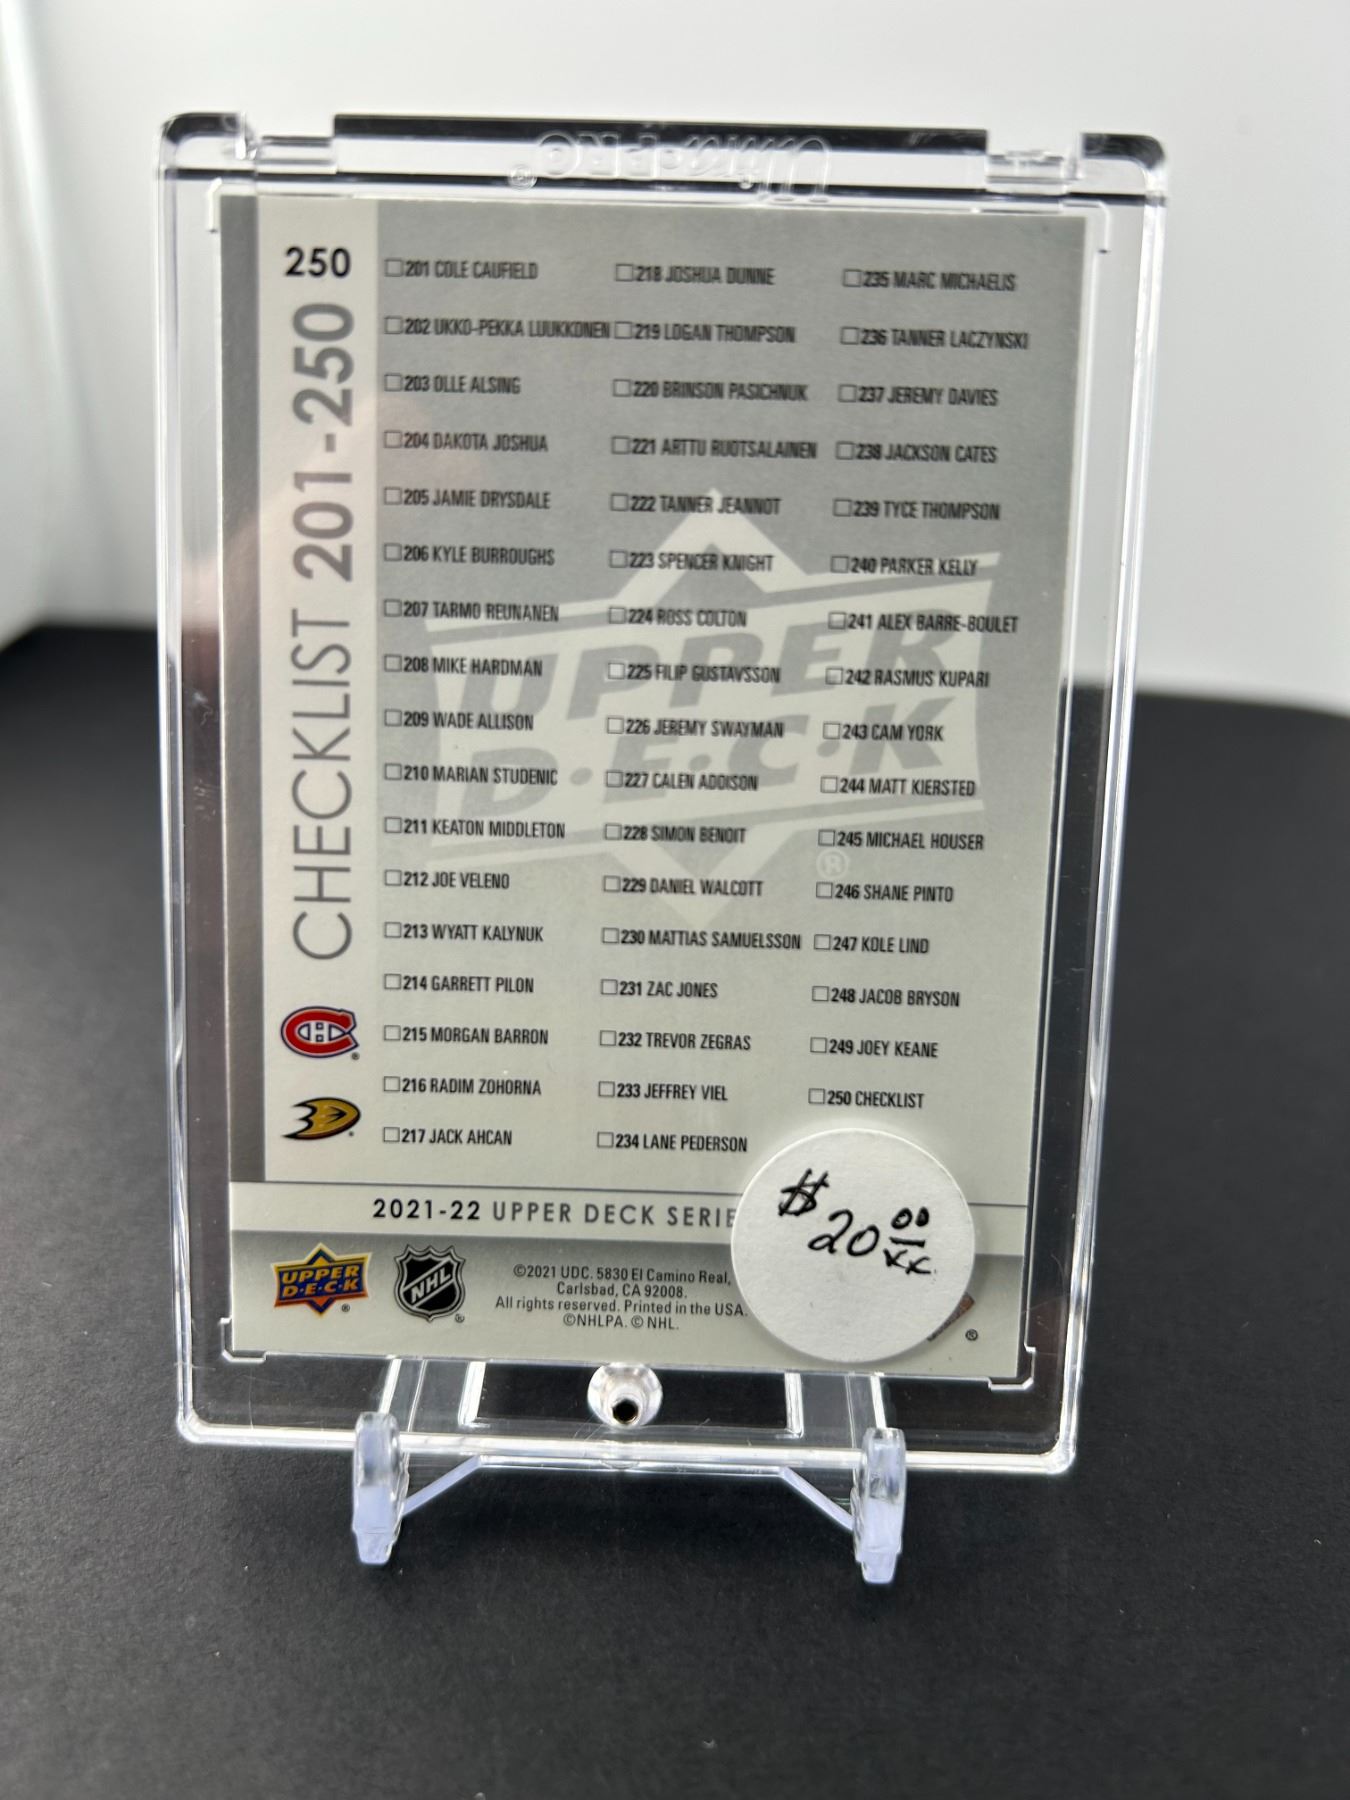 Ultra•PRO®
250
CHECKLIST 201-250
201 COLE CAUFIELD
202 UKKO-PEKKA LUUKKONEN
203 OLLE ALSING
204 DAKOTA JOSHUA
205 JAMIE DRYSDALE
206 KYLE BURROUGHS
207 TARMO REUNANEN
208 MIKE HARDMAN
209 WADE ALLISON
210 MARIAN STUDENIC
211 KEATON MIDDLETON
212 JOE VELENO
213 WYATT KALYNUK
214 GARRETT PILON
215 MORGAN BARRON
216 RADIM ZOHORNA
217 JACK AHCAN
218 JOSHUA DUNNE
219 LOGAN THOMPSON
220 BRINSON PASICHNUK
221 ARTTU RUOTSALAINEN
222 TANNER JEANNOT
223 SPENCER KNIGHT
224 ROSS COLTON
225 FILIP GUSTAVSSON
226 JEREMY SWAYMAN
227 CALEN ADDISON
228 SIMON BENOIT
229 DANIEL WALCOTT
230 MATTIAS SAMUELSSON
231 ZAC JONES
232 TREVOR ZEGRAS
233 JEFFREY VIEL
234 LANE PEDERSON
235 MARC MICHAELIS
236 TANNER LACZYNSKI
237 JEREMY DAVIES
238 JACKSON CATES
239 TYCE THOMPSON
240 PARKER KELLY
241 ALEX BARRE-BOULET
242 RASMUS KUPARI
243 CAM YORK
244 MATT KIERSTED
245 MICHAEL HOUSER
246 SHANE PINTO
247 KOLE LIND
248 JACOB BRYSON
249 JOEY KEANE
250 CHECKLIST
UPPER
D•E•C•K
®
2021-22 UPPER DECK SERIE
UPPER
D•E•C•K
®
NHL
®
©2021 UDC. 5830 El Camino Real,
Carlsbad, CA 92008.
All rights reserved. Printed in the USA.
©NHLPA. © NHL.
$20 00/xx
®